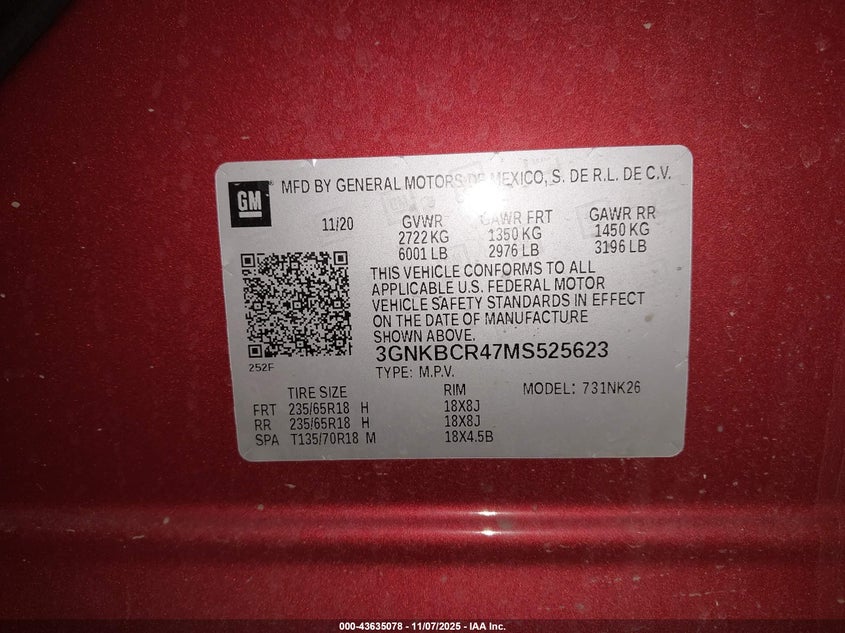 GM
MFD BY GENERAL MOTORS DE MEXICO, S. DE R.L. DE C.V.
11/20 GVWR GAWR FRT GAWR RR
2722 KG 1350 KG 1450 KG
6001 LB 2976 LB 3196 LB
THIS VEHICLE CONFORMS TO ALL
APPLICABLE U.S. FEDERAL MOTOR
VEHICLE SAFETY STANDARDS IN EFFECT
ON THE DATE OF MANUFACTURE
SHOWN ABOVE.
3GNKBCR47MS525623
252F
TYPE: M.P.V.
TIRE SIZE RIM MODEL: 731NK26
FRT 235/65R18 H 18X8J
RR 235/65R18 H 18X8J
SPA T135/70R18 M 18X4.5B
000-43635078 - 11/07/2025 - IAA Inc.